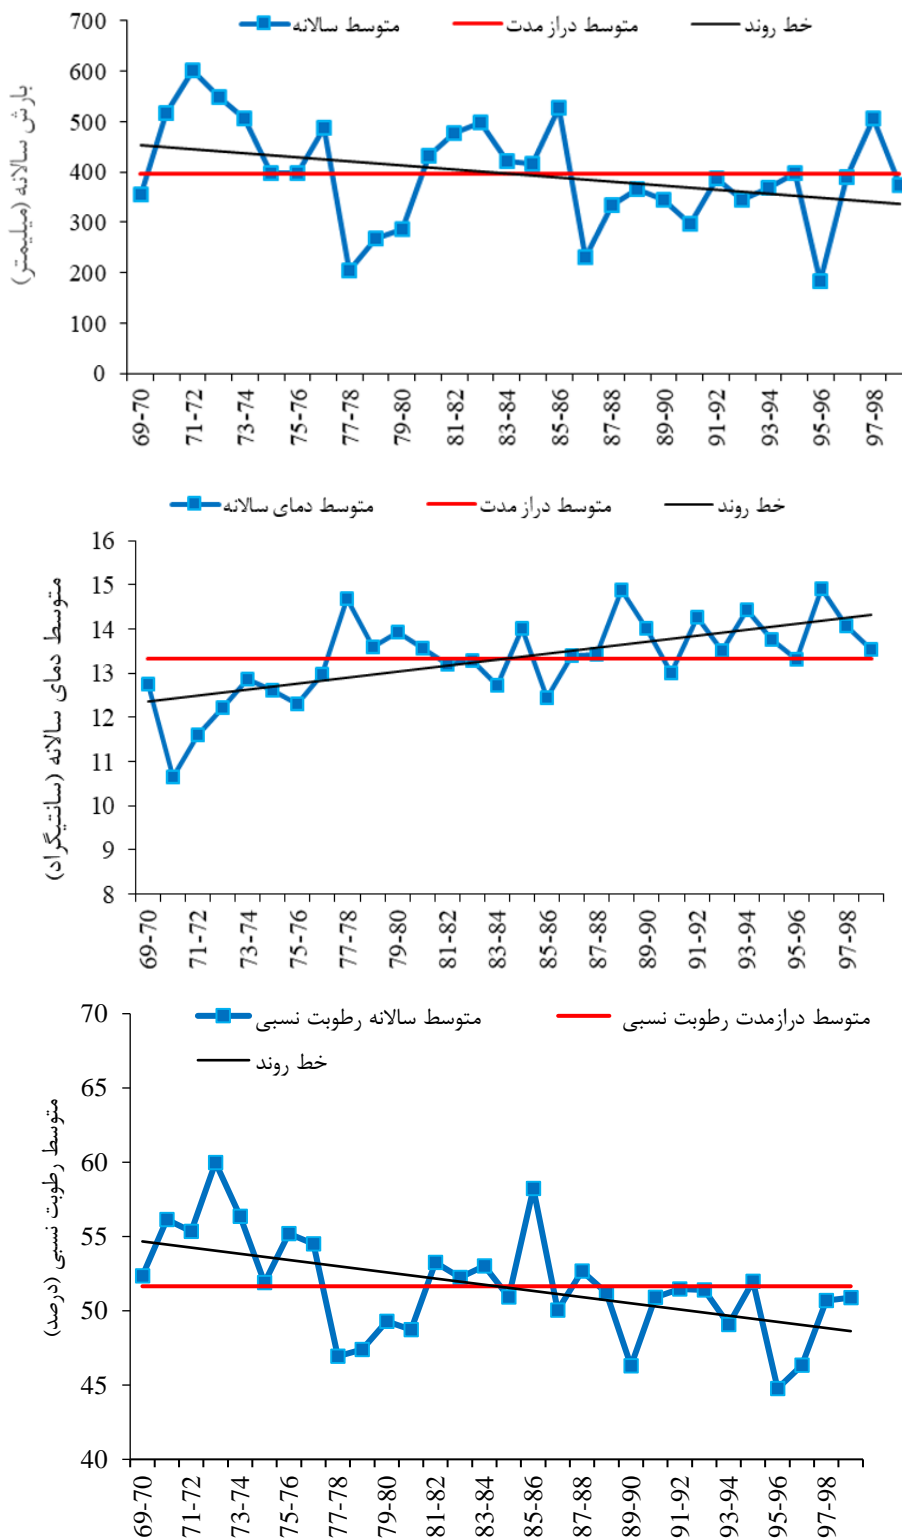 متوسط سالانه متوسط دراز مدت خط روند
700
600
500
400
300
200
100
0
بارش سالانه (میلیمتر)
69-70 71-72 73-74 75-76 77-78 79-80 81-82 83-84 85-86 87-88 89-90 91-92 93-94 95-96 97-98
متوسط دمای سالانه متوسط دراز مدت خط روند
16
15
14
13
12
11
10
9
8
متوسط دمای سالانه (سانتیگراد)
69-70 71-72 73-74 75-76 77-78 79-80 81-82 83-84 85-86 87-88 89-90 91-92 93-94 95-96 97-98
متوسط سالانه رطوبت نسبی متوسط درازمدت رطوبت نسبی
خط روند
70
65
60
55
50
45
40
متوسط رطوبت نسبی (درصد)
69-70 71-72 73-74 75-76 77-78 79-80 81-82 83-84 85-86 87-88 89-90 91-92 93-94 95-96 97-98